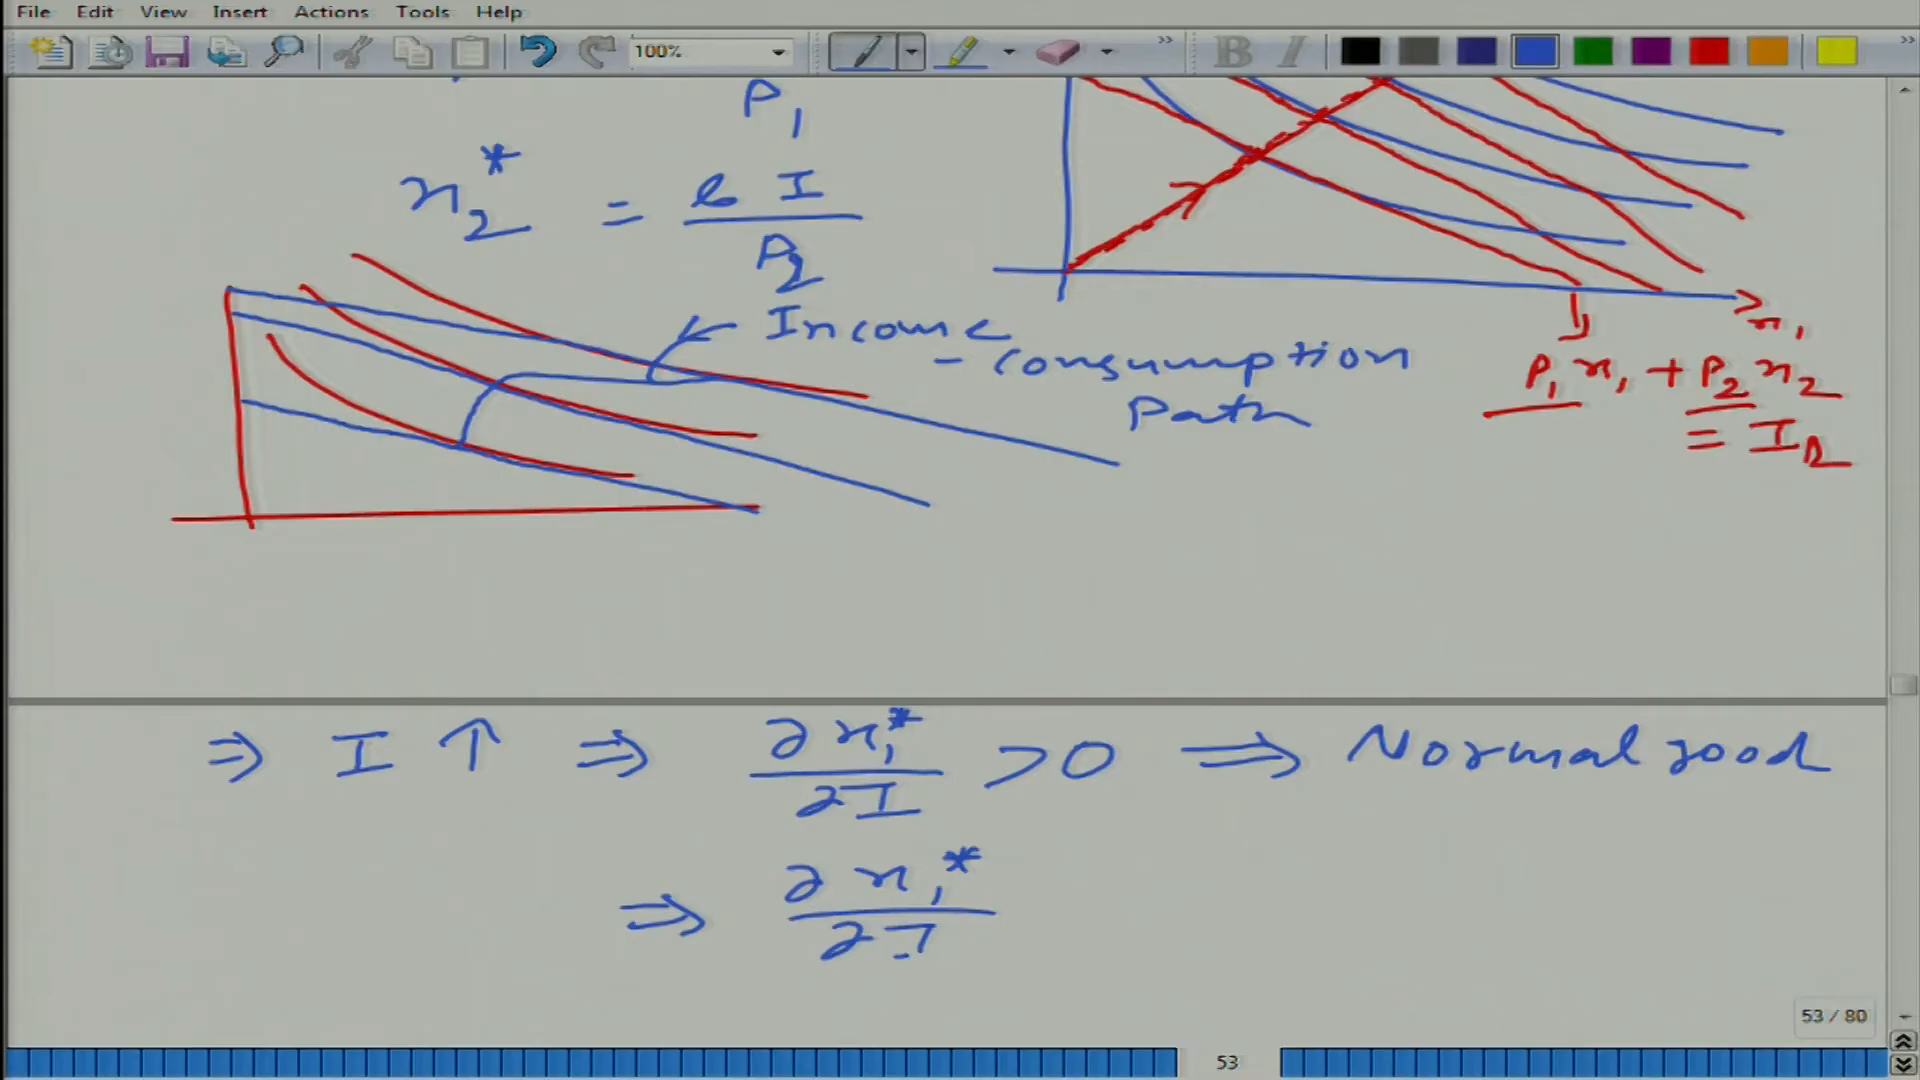 File Edit View Insert Actions Tools Help
100%
P₁
x₂* = b I / P₂
Income
- Consumption
Path
x₁
P₁ x₁ + P₂ x₂
= I₂
⇒ I ↑ ⇒ ∂x₁* / ∂I > 0 ⇒ Normal good
⇒ ∂x₁* / ∂I
53 / 80
53